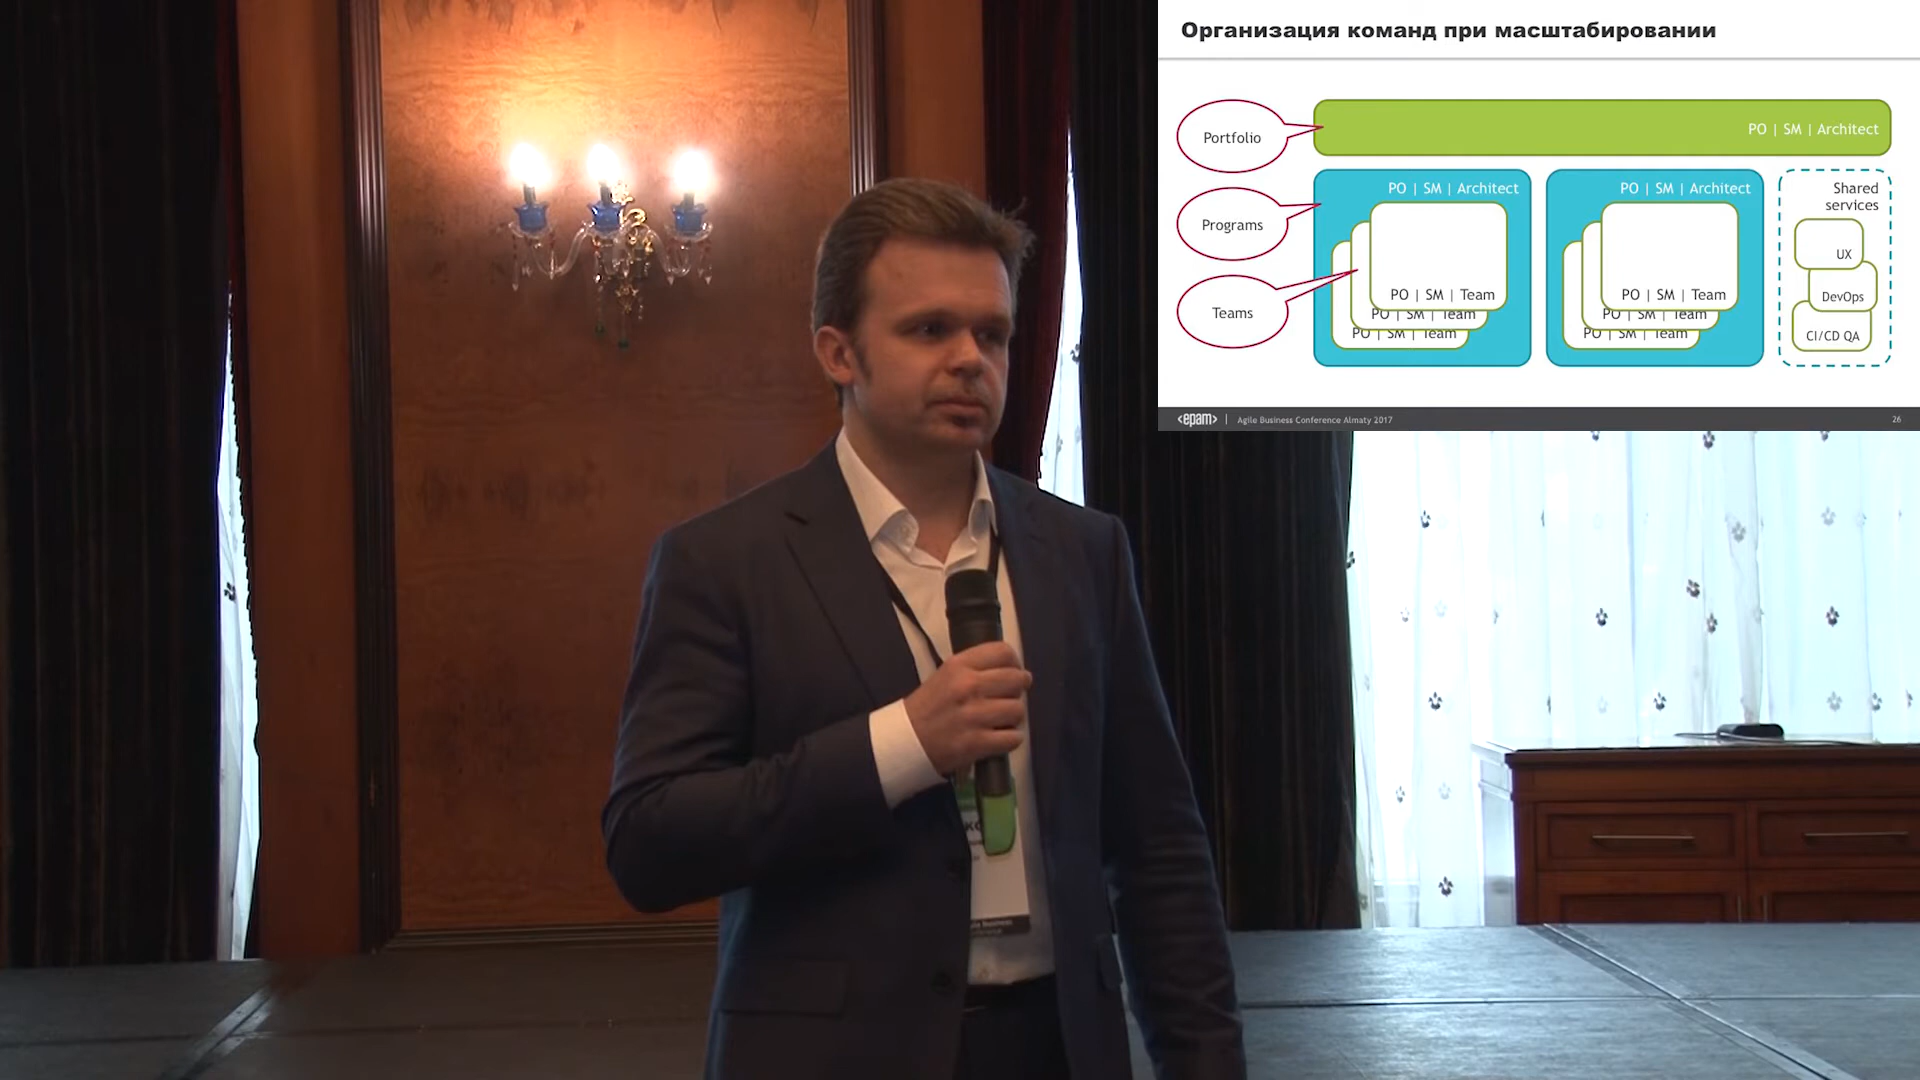 Организация команд при масштабировании
Portfolio
PO | SM | Architect
Programs
PO | SM | Architect
PO | SM | Team
PO | SM | Team
PO | SM | Team
PO | SM | Architect
PO | SM | Team
PO | SM | Team
PO | SM | Team
Teams
Shared
services
UX
DevOps
CI/CD QA
<epam> | Agile Business Conference Almaty 2017
26